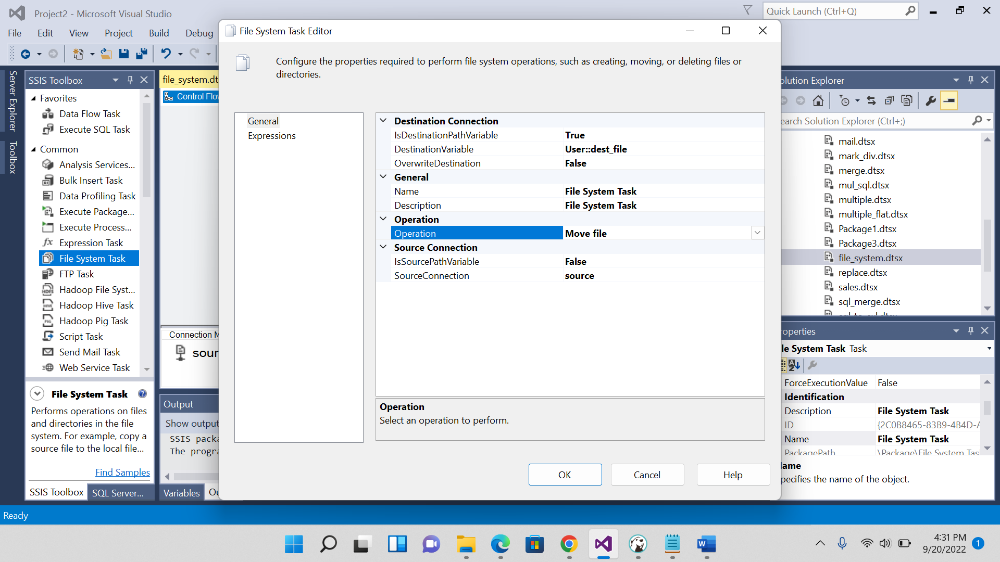 Project2 - Microsoft Visual Studio
Quick Launch (Ctrl+Q)
File Edit View Project Build Debug
Server Explorer
Toolbox
SSIS Toolbox
Favorites
Data Flow Task
Execute SQL Task
Common
Analysis Services...
Bulk Insert Task
Data Profiling Task
Execute Package...
Execute Process...
Expression Task
File System Task
FTP Task
Hadoop File Syst...
Hadoop Hive Task
Hadoop Pig Task
Script Task
Send Mail Task
Web Service Task
File System Task
Performs operations on files
and directories in the file
system. For example, copy a
source file to the local file...
Find Samples
SSIS Toolbox SQL Server...
file_system.dt
Control Flo
Connection M
sour
Output
Show output
SSIS pack
The progr
Variables Ou
File System Task Editor
Configure the properties required to perform file system operations, such as creating, moving, or deleting files or
directories.
General
Expressions
Destination Connection
IsDestinationPathVariable True
DestinationVariable User::dest_file
OverwriteDestination False
General
Name File System Task
Description File System Task
Operation
Operation Move file
Source Connection
IsSourcePathVariable False
SourceConnection source
Operation
Select an operation to perform.
OK Cancel Help
olution Explorer
earch Solution Explorer (Ctrl+;)
mail.dtsx
mark_div.dtsx
merge.dtsx
mul_sql.dtsx
multiple.dtsx
multiple_flat.dtsx
Package1.dtsx
Package3.dtsx
file_system.dtsx
replace.dtsx
sales.dtsx
sql_merge.dtsx
roperties
le System Task Task
ForceExecutionValue False
Identification
Description File System Task
ID {2C0B8465-83B9-4B4D-A
Name File System Task
PackagePath \Package\File System Tas
ame
pecifies the name of the object.
Ready
4:31 PM
9/20/2022
1